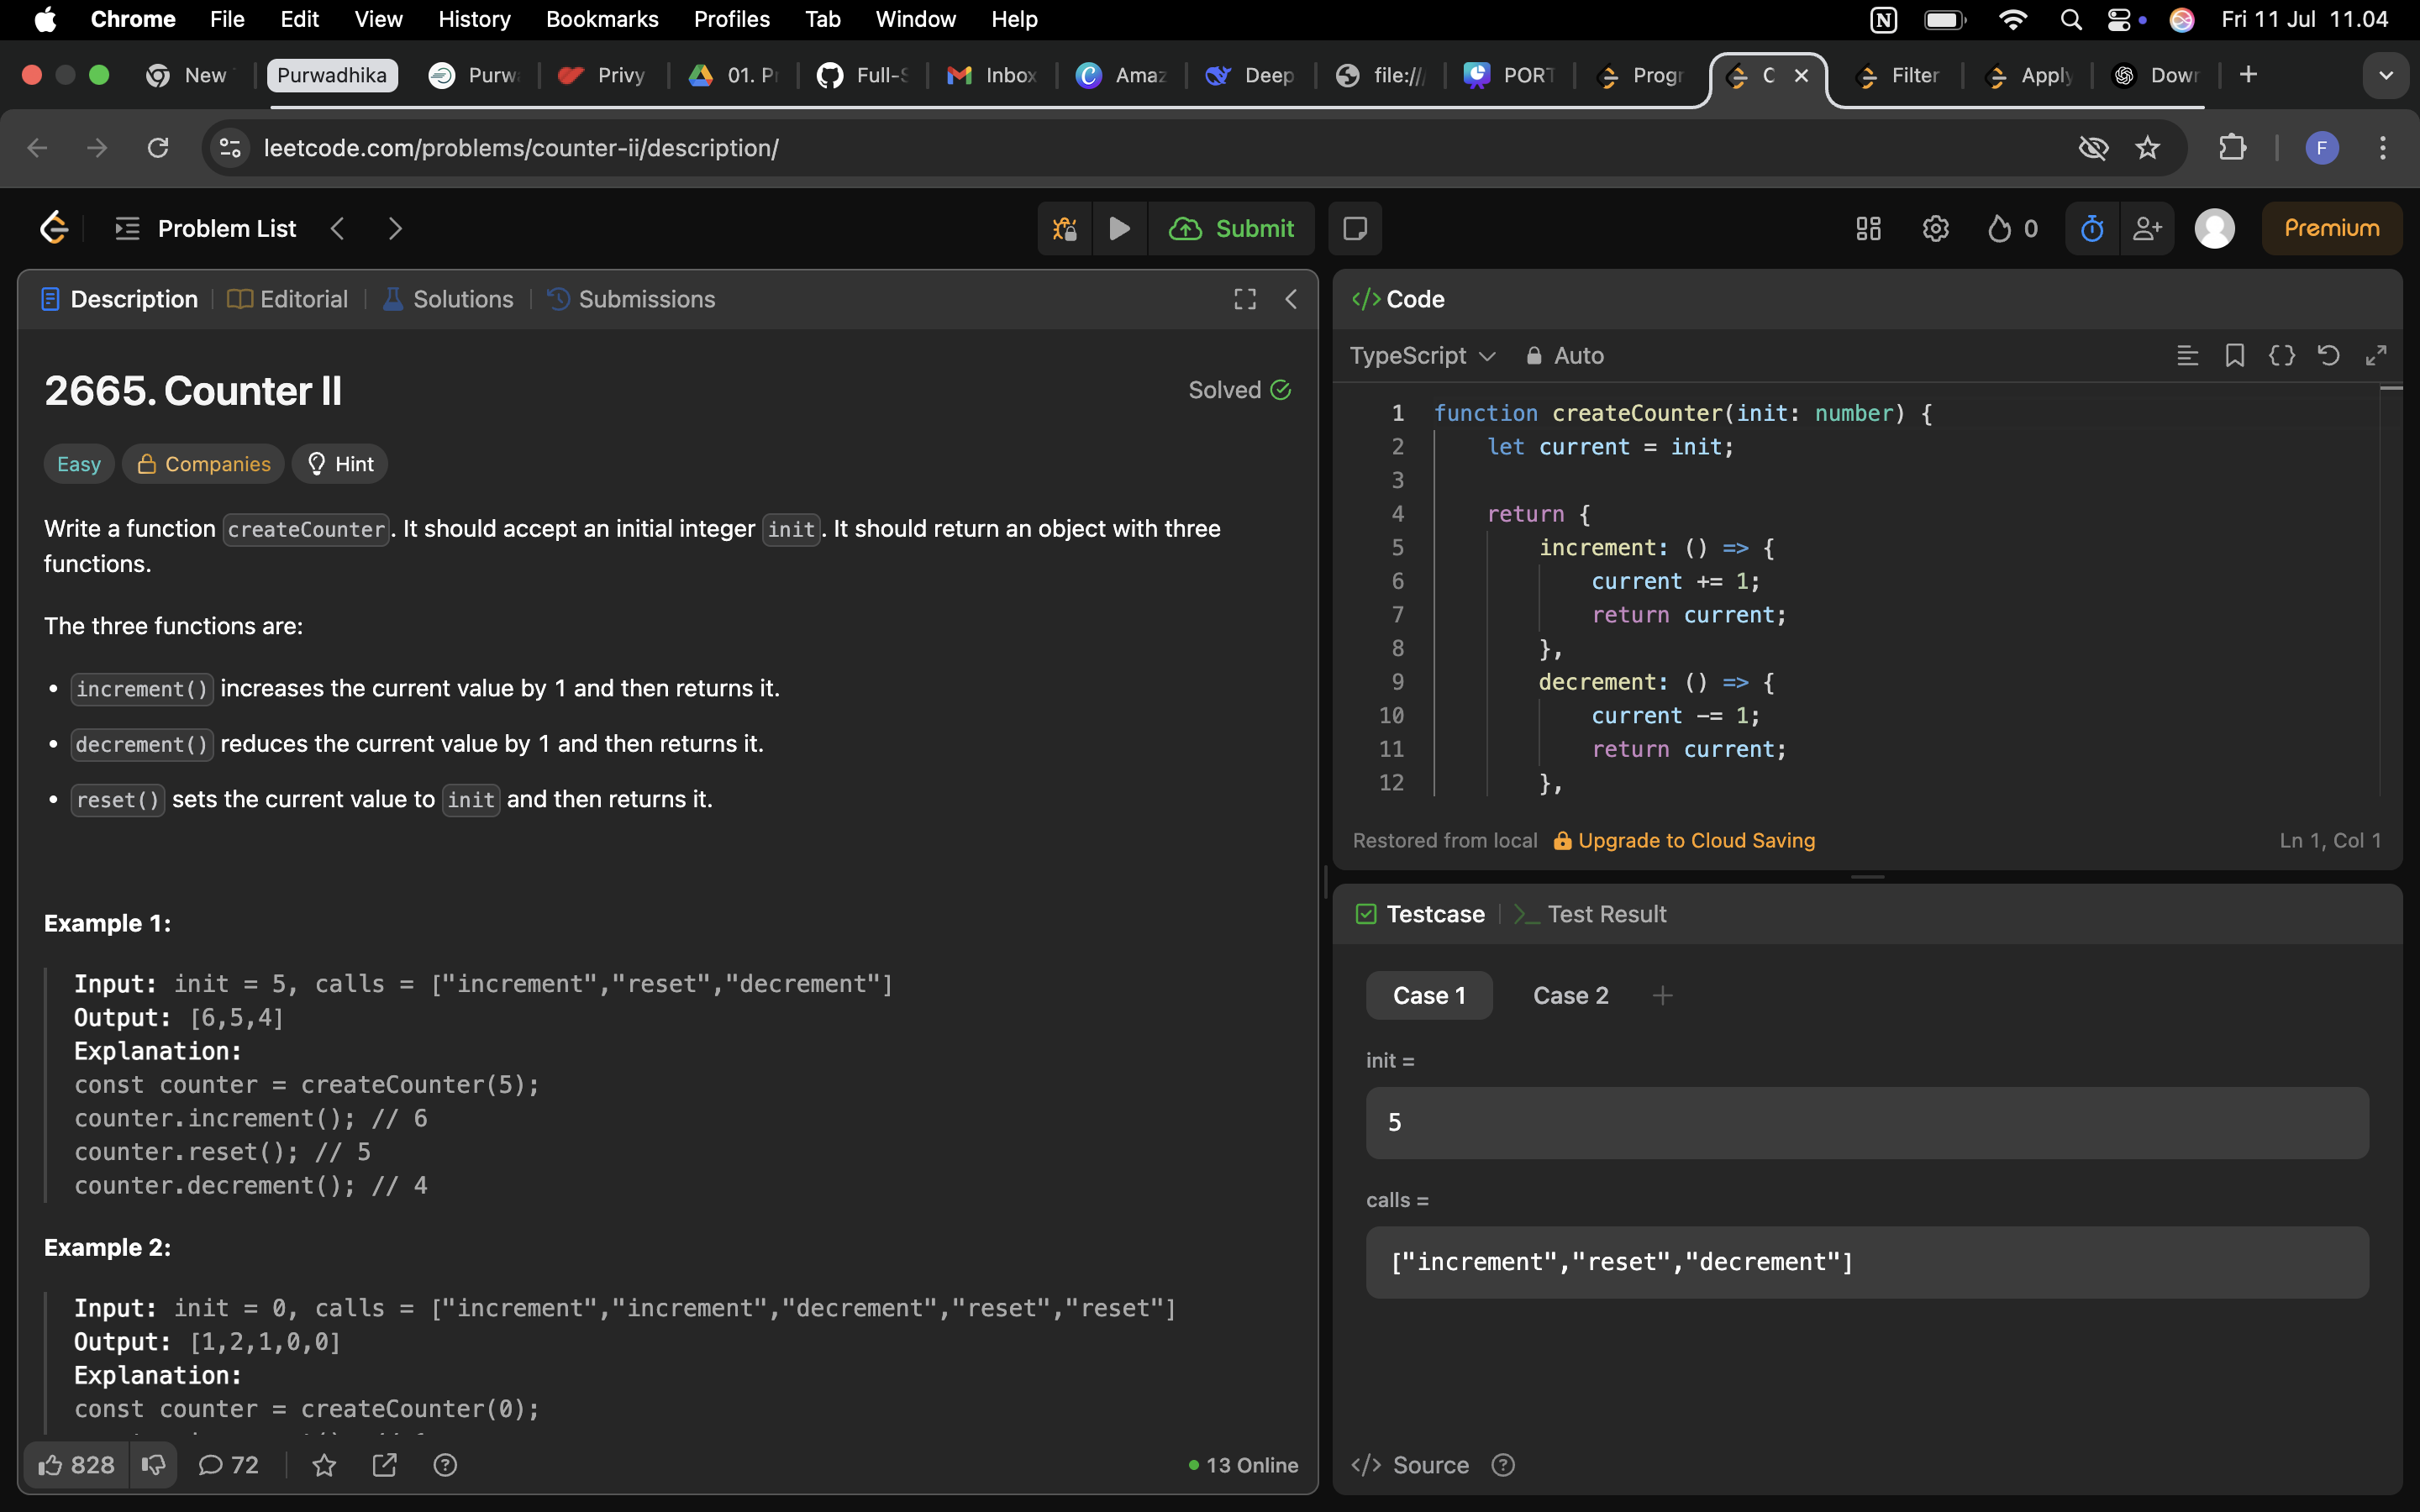 Chrome File Edit View History Bookmarks Profiles Tab Window Help Fri 11 Jul 11.04
New Purwadhika Purw Privy 01. P Full-S Inbox Amaz Deep file:/// PORT Progr C Filter Apply Dow
leetcode.com/problems/counter-ii/description/ F
Problem List Submit 0 Premium
Description Editorial Solutions Submissions
2665. Counter II
Solved
Easy Companies Hint
Write a function createCounter. It should accept an initial integer init. It should return an object with three
functions.
The three functions are:
• increment() increases the current value by 1 and then returns it.
• decrement() reduces the current value by 1 and then returns it.
• reset() sets the current value to init and then returns it.
Example 1:
Input: init = 5, calls = ["increment","reset","decrement"]
Output: [6,5,4]
Explanation:
const counter = createCounter(5);
counter.increment(); // 6
counter.reset(); // 5
counter.decrement(); // 4
Example 2:
Input: init = 0, calls = ["increment","increment","decrement","reset","reset"]
Output: [1,2,1,0,0]
Explanation:
const counter = createCounter(0);
828 72 13 Online
Code
TypeScript Auto
1 function createCounter(init: number) {
2 let current = init;
3
4 return {
5 increment: () => {
6 current += 1;
7 return current;
8 },
9 decrement: () => {
10 current -= 1;
11 return current;
12 },
Restored from local Upgrade to Cloud Saving Ln 1, Col 1
Testcase Test Result
Case 1 Case 2
init =
5
calls =
["increment","reset","decrement"]
Source